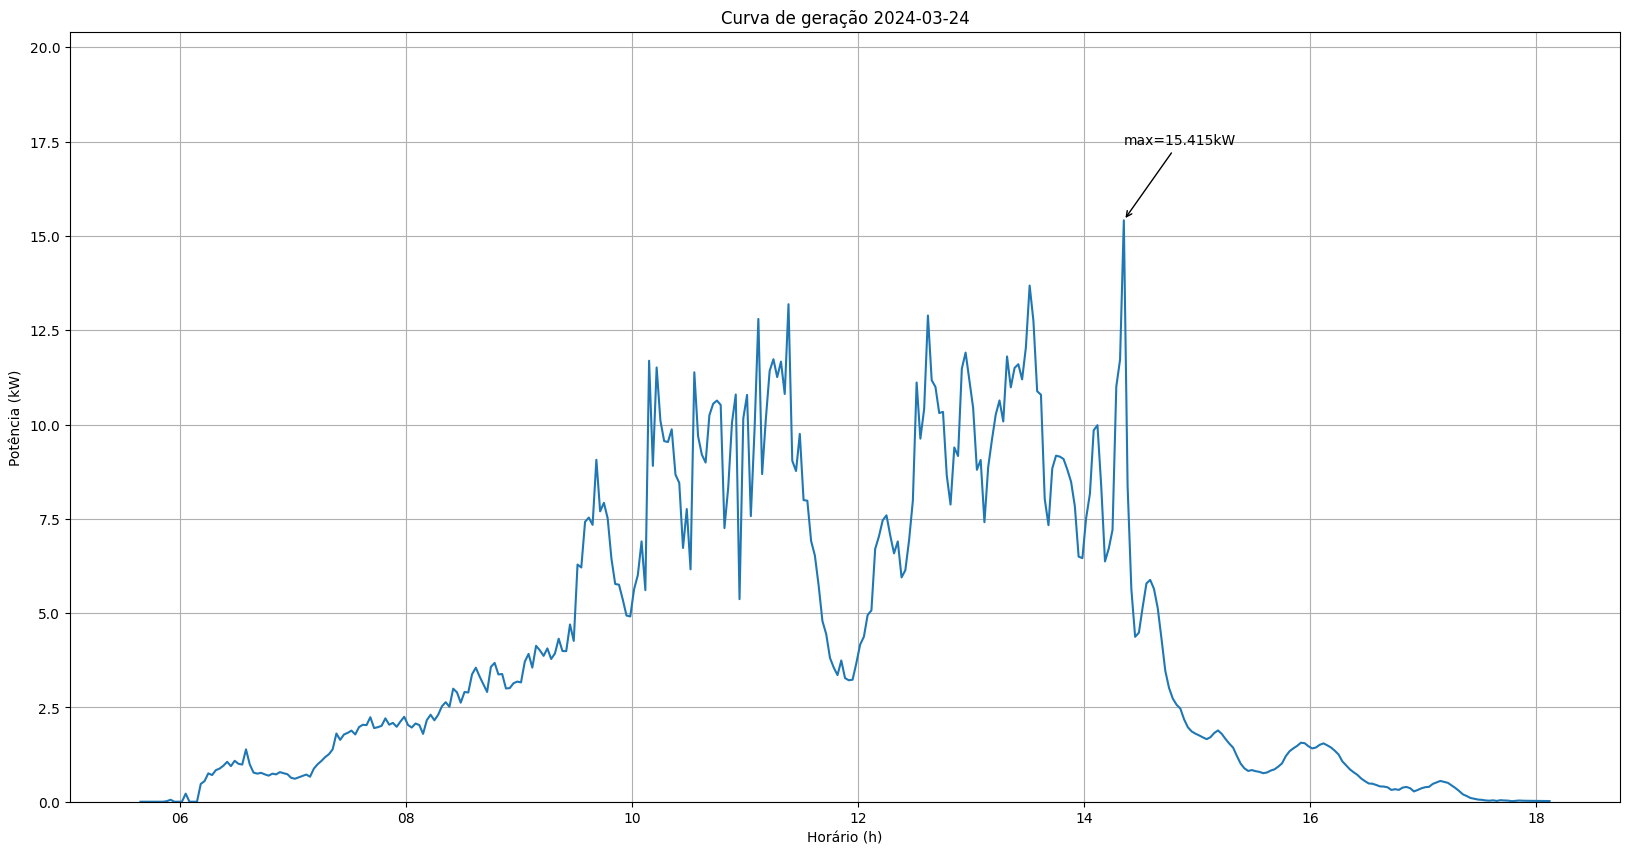 Curva de geração 2024-03-24
20.0
17.5
15.0
12.5
10.0
7.5
5.0
2.5
0.0
Potência (kW)
max=15.415kW
06 08 10 12 14 16 18
Horário (h)